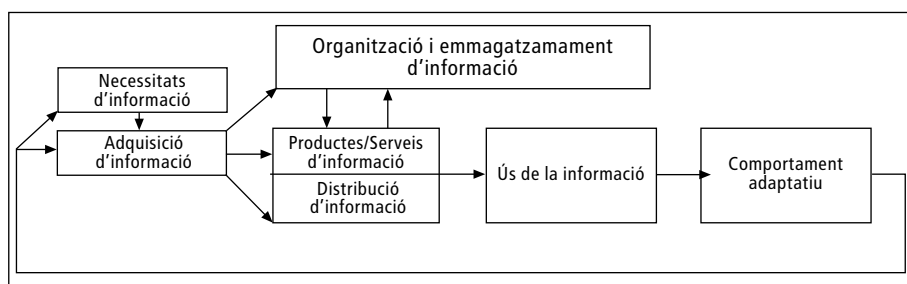 Organització i emmagatzamament
d'informació
Necessitats
d'informació
Adquisició
d'informació
Productes/Serveis
d'informació
Distribució
d'informació
Ús de la informació
Comportament
adaptatiu